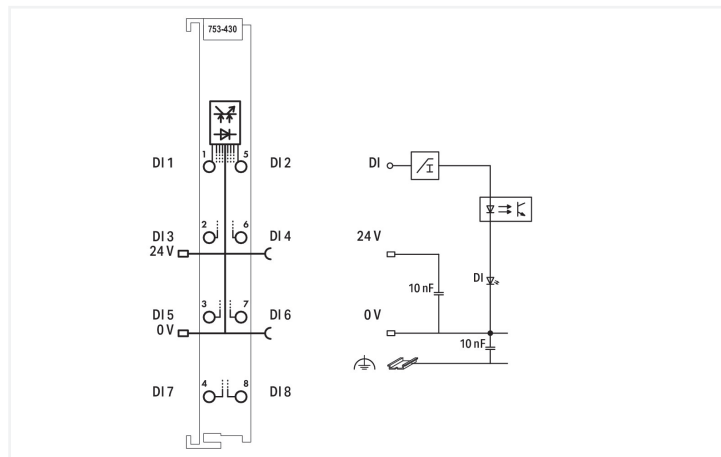 753-430
1 5
DI 1 DI 2
DI
2 6
DI 3 DI 4
24 V
24 V
DI
10 nF
3 7
DI 5 DI 6
0 V
0 V
10 nF
4 8
DI 7 DI 8